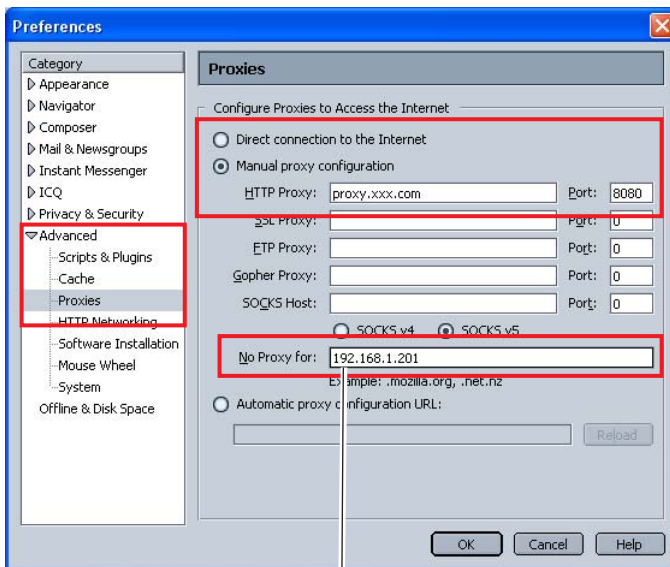 Preferences
Category
Appearance
Navigator
Composer
Mail & Newsgroups
Instant Messenger
ICQ
Privacy & Security
Advanced
Scripts & Plugins
Cache
Proxies
HTTP Networking
Software Installation
Mouse Wheel
System
Offline & Disk Space
Proxies
Configure Proxies to Access the Internet
Direct connection to the Internet
Manual proxy configuration
HTTP Proxy: proxy.xxx.com Port: 8080
SSL Proxy: Port: 0
FTP Proxy: Port: 0
Gopher Proxy: Port: 0
SOCKS Host: Port: 0
SOCKS v4 SOCKS v5
No Proxy for: 192.168.1.201
Example: .mozilla.org, .net.nz
Automatic proxy configuration URL:
Reload
OK Cancel Help